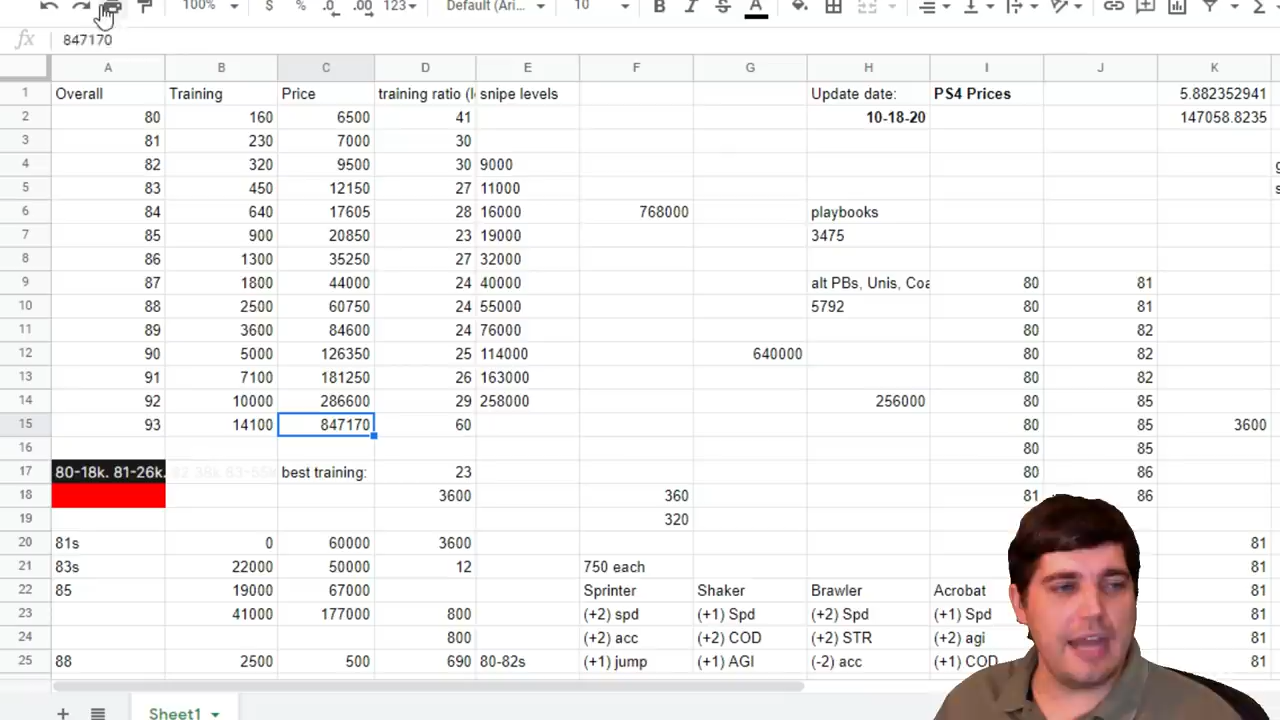 100% $ % .0 .00 123 Default (Ari... 10 B I S A
fx 847170
A B C D E F G H I J K
1 Overall Training Price training ratio (l snipe levels Update date: PS4 Prices 5.882352941
2 80 160 6500 41 10-18-20 147058.8235
3 81 230 7000 30
4 82 320 9500 30 9000
5 83 450 12150 27 11000
6 84 640 17605 28 16000 768000 playbooks
7 85 900 20850 23 19000 3475
8 86 1300 35250 27 32000
9 87 1800 44000 24 40000 alt PBs, Unis, Coa 80 81
10 88 2500 60750 24 55000 5792 80 81
11 89 3600 84600 24 76000 80 82
12 90 5000 126350 25 114000 640000 80 82
13 91 7100 181250 26 163000 80 82
14 92 10000 286600 29 258000 256000 80 85
15 93 14100 847170 60 80 85 3600
16 80 85
17 80-18k. 81-26k. 82 38k 83-55k best training: 23 80 86
18 3600 360 81 86
19 320
20 81s 0 60000 3600 81
21 83s 22000 50000 12 750 each 81
22 85 19000 67000 Sprinter Shaker Brawler Acrobat 81
23 41000 177000 800 (+2) spd (+1) Spd (+2) Spd (+1) Spd 81
24 800 (+2) acc (+2) COD (+2) STR (+2) agi 81
25 88 2500 500 690 80-82s (+1) jump (+1) AGI (-2) acc (+1) COD 81
Sheet1